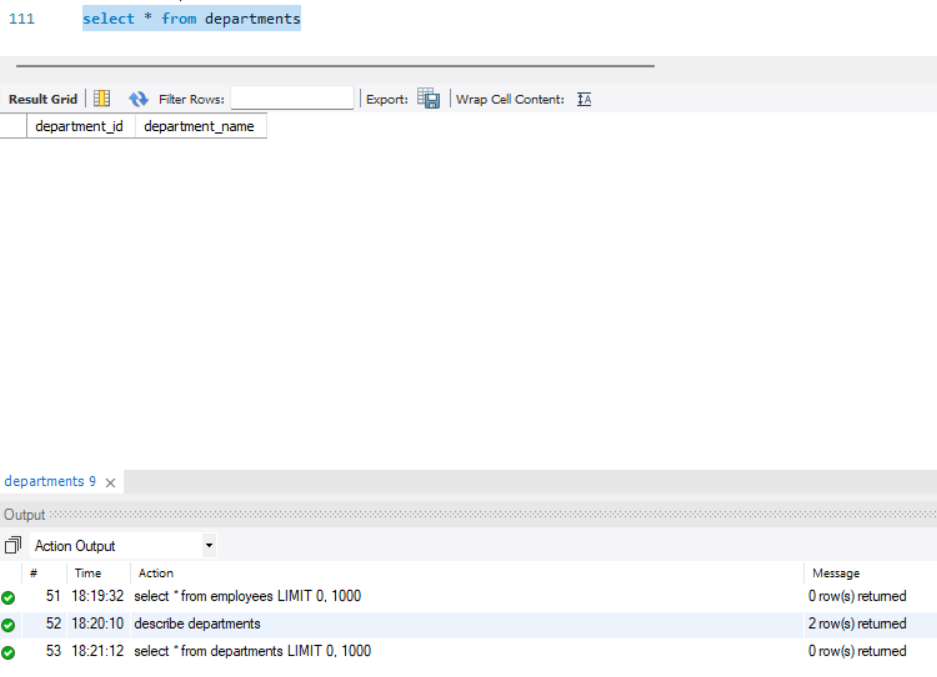 111 select * from departments
Result Grid Filter Rows: Export: Wrap Cell Content:
department_id department_name
departments 9
Output
Action Output
# Time Action Message
51 18:19:32 select * from employees LIMIT 0, 1000 0 row(s) returned
52 18:20:10 describe departments 2 row(s) returned
53 18:21:12 select * from departments LIMIT 0, 1000 0 row(s) returned